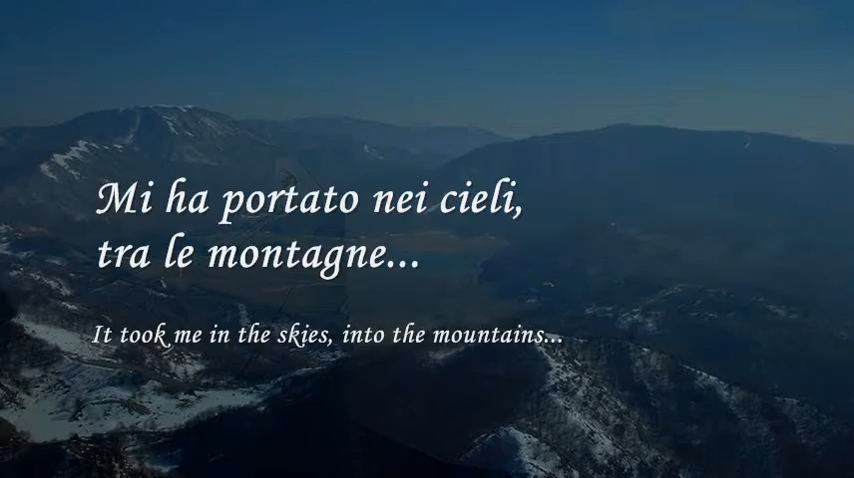 Mi ha portato nei cieli,
tra le montagne...
It took me in the skies, into the mountains...